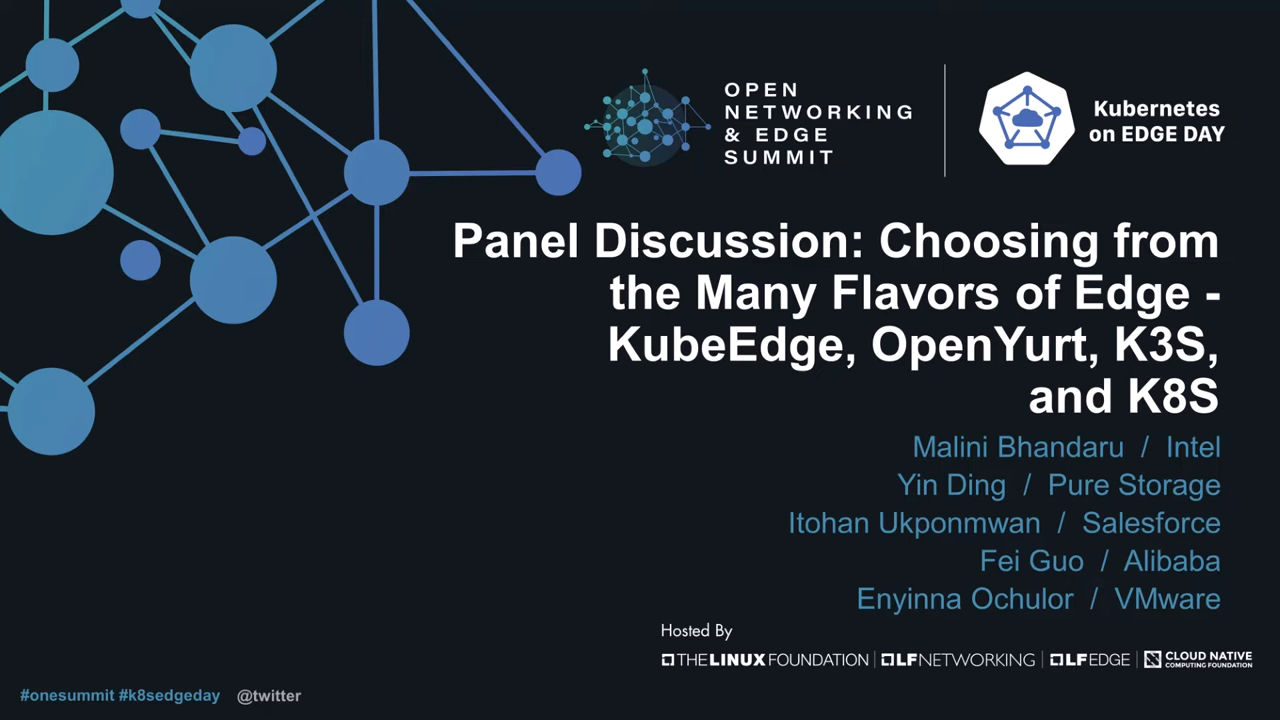 OPEN
NETWORKING
& EDGE
SUMMIT
Kubernetes
on EDGE DAY
Panel Discussion: Choosing from
the Many Flavors of Edge -
KubeEdge, OpenYurt, K3S,
and K8S
Malini Bhandaru / Intel
Yin Ding / Pure Storage
Itohan Ukponmwan / Salesforce
Fei Guo / Alibaba
Enyinna Ochulor / VMware
Hosted By
THE LINUX FOUNDATION | LF NETWORKING | LF EDGE | CLOUD NATIVE
COMPUTING FOUNDATION
#onesummit #k8sedgeday @twitter